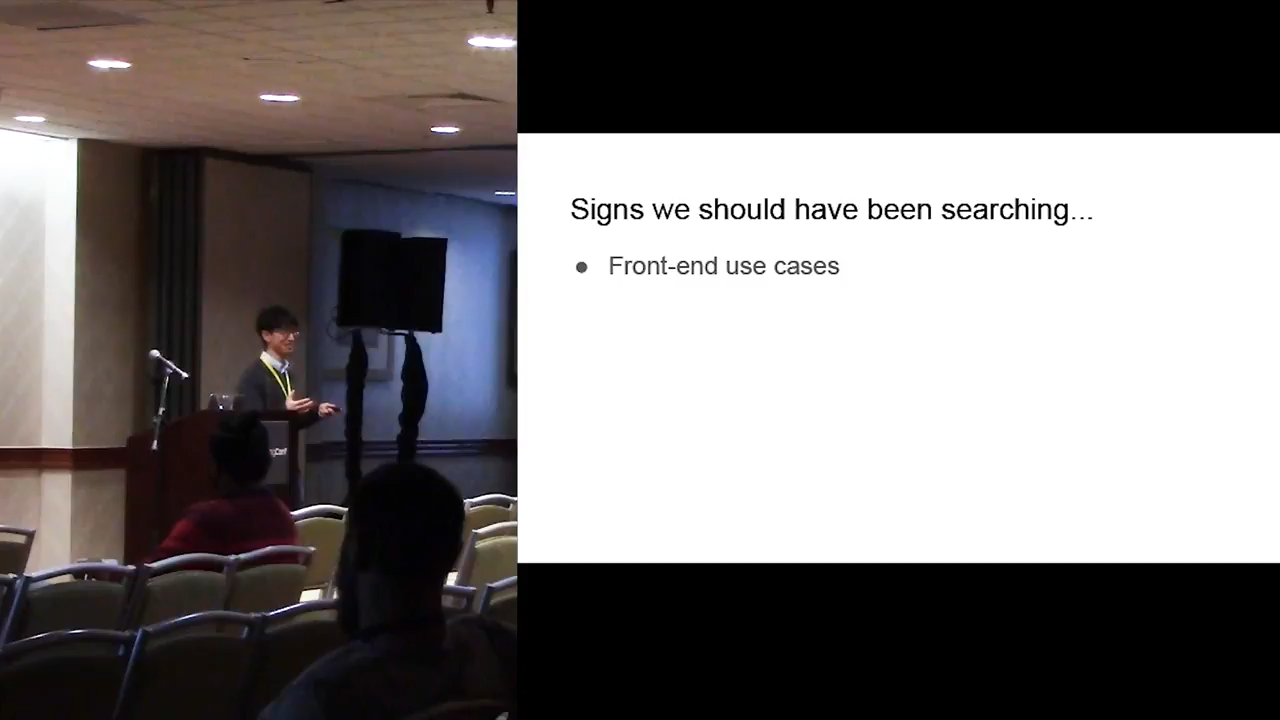 Signs we should have been searching...
● Front-end use cases